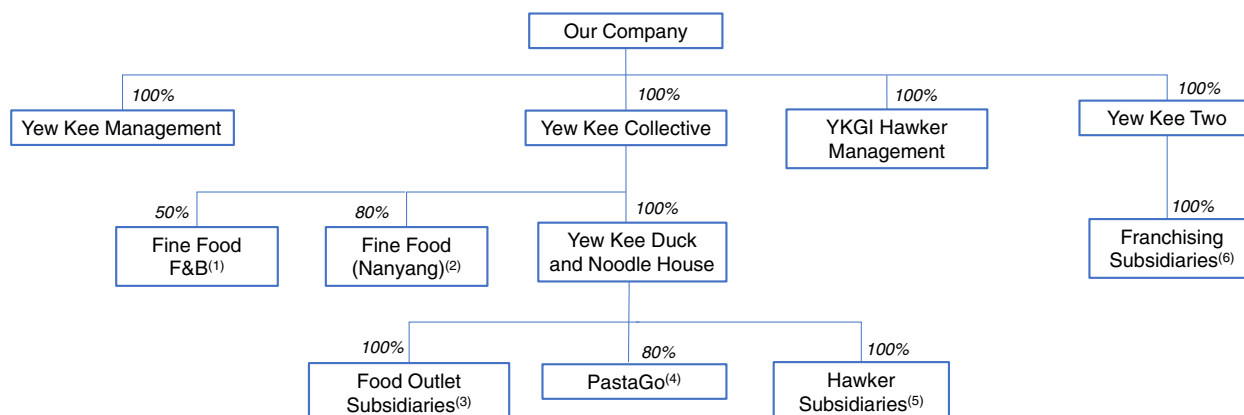 Our Company
100%
100%
100%
100%
Yew Kee Management
Yew Kee Collective
YKGI Hawker
Management
Yew Kee Two
50%
80%
100%
100%
Fine Food
F&B(1)
Fine Food
(Nanyang)(2)
Yew Kee Duck
and Noodle House
Franchising
Subsidiaries(6)
100%
80%
100%
Food Outlet
Subsidiaries(3)
PastaGo(4)
Hawker
Subsidiaries(5)